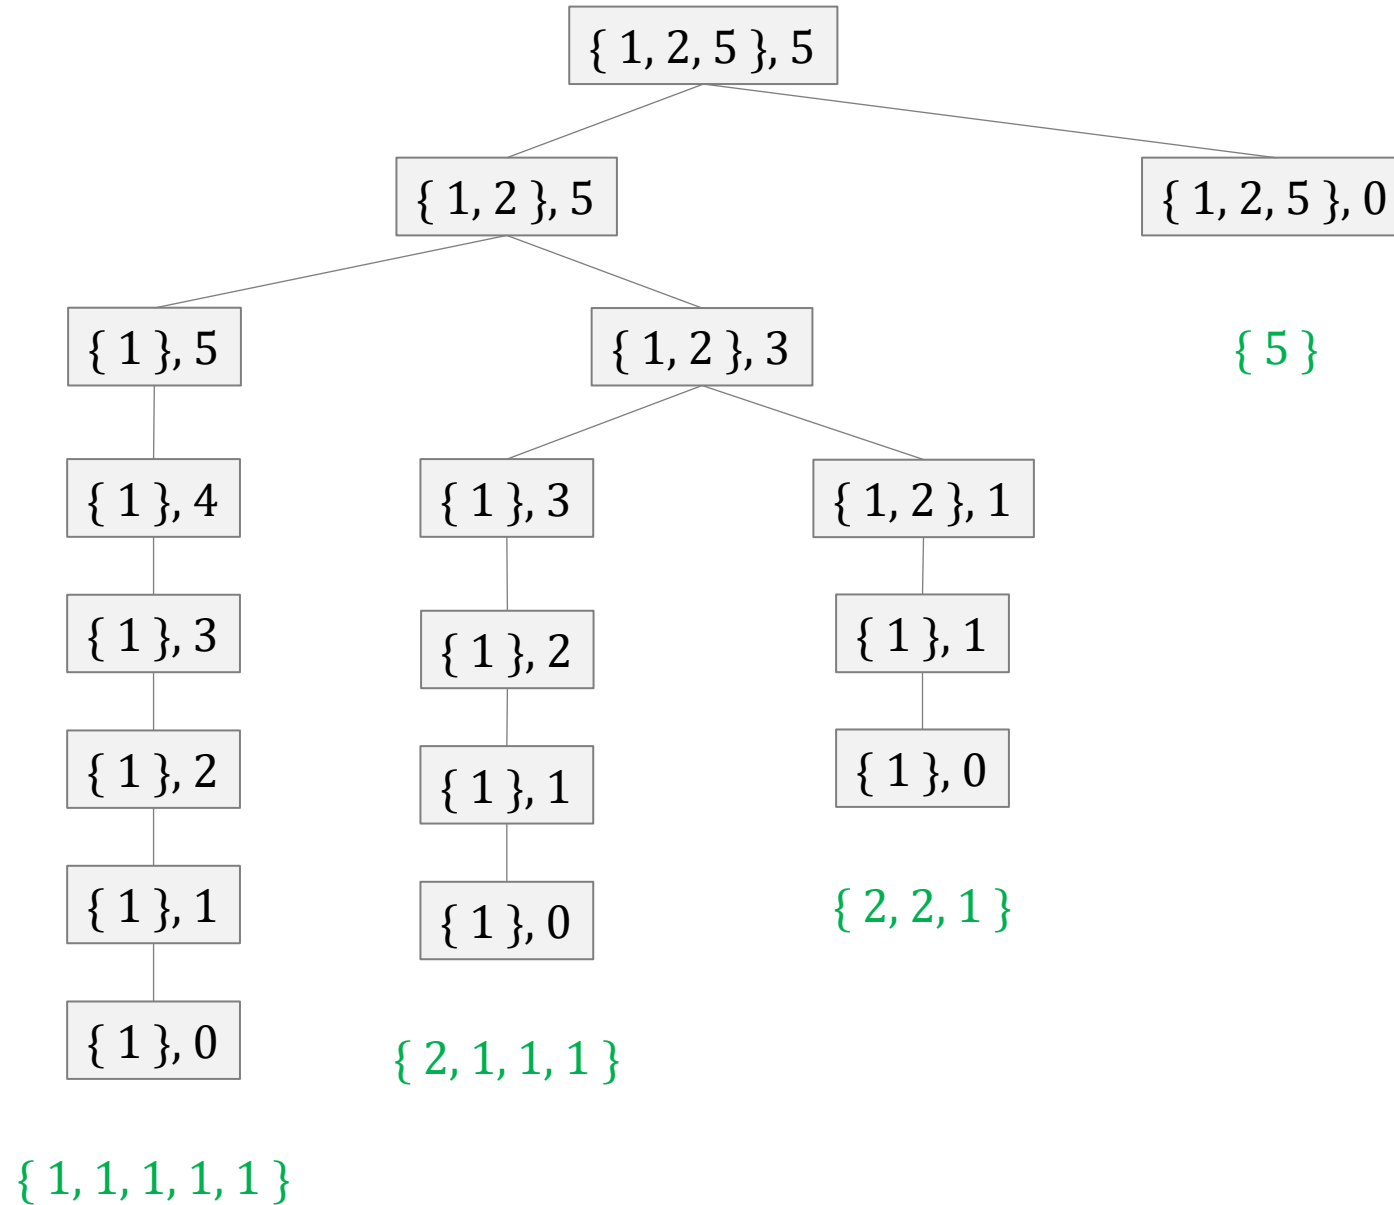 { 1, 2, 5 }, 5
{ 1, 2 }, 5
{ 1, 2, 5 }, 0
{ 1 }, 5
{ 1, 2 }, 3
{ 5 }
{ 1 }, 4
{ 1 }, 3
{ 1, 2 }, 1
{ 1 }, 3
{ 1 }, 2
{ 1 }, 1
{ 1 }, 2
{ 1 }, 1
{ 1 }, 0
{ 1 }, 1
{ 1 }, 0
{ 2, 2, 1 }
{ 1 }, 0
{ 2, 1, 1, 1 }
{ 1, 1, 1, 1, 1 }